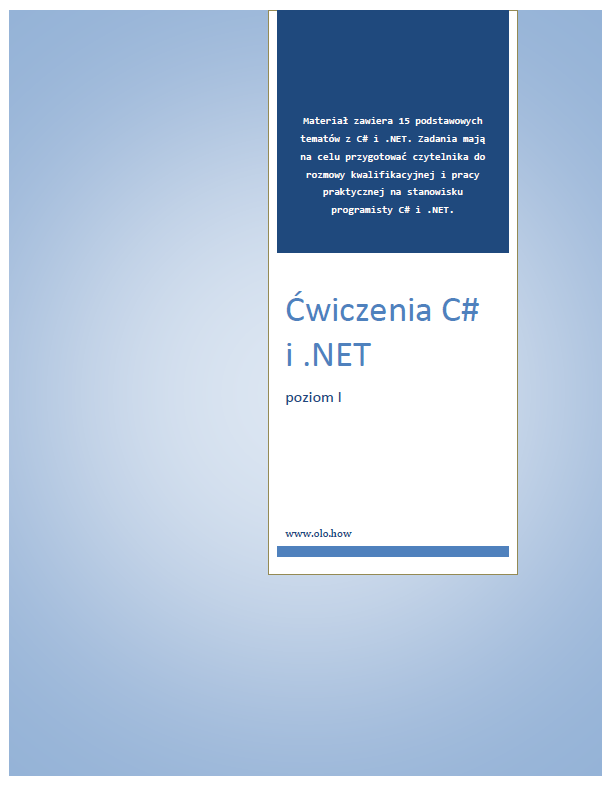 Materiał zawiera 15 podstawowych
tematów z C# i .NET. Zadania mają
na celu przygotować czytelnika do
rozmowy kwalifikacyjnej i pracy
praktycznej na stanowisku
programisty C# i .NET.
Ćwiczenia C#
i .NET
poziom I
www.olo.how